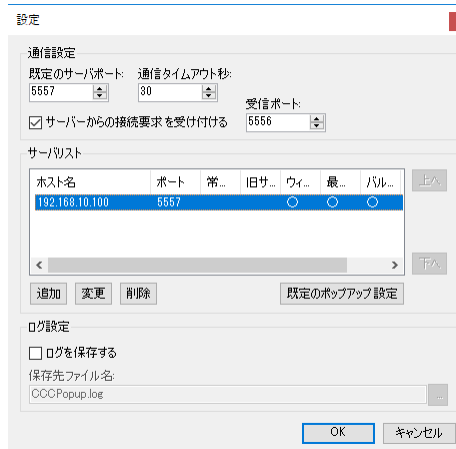 設定
通信設定
既定のサーバポート: 通信タイムアウト秒:
5557 30
受信ポート:
サーバーからの接続要求を受け付ける 5556
サーバリスト
ホスト名 ポート 常... 旧サ... ウィ... 最... バル...
192.168.10.100 5557 ○ ○ ○
上へ
下へ
追加 変更 削除 既定のポップアップ設定
ログ設定
ログを保存する
保存先ファイル名:
CCCPopup.log ...
OK キャンセル